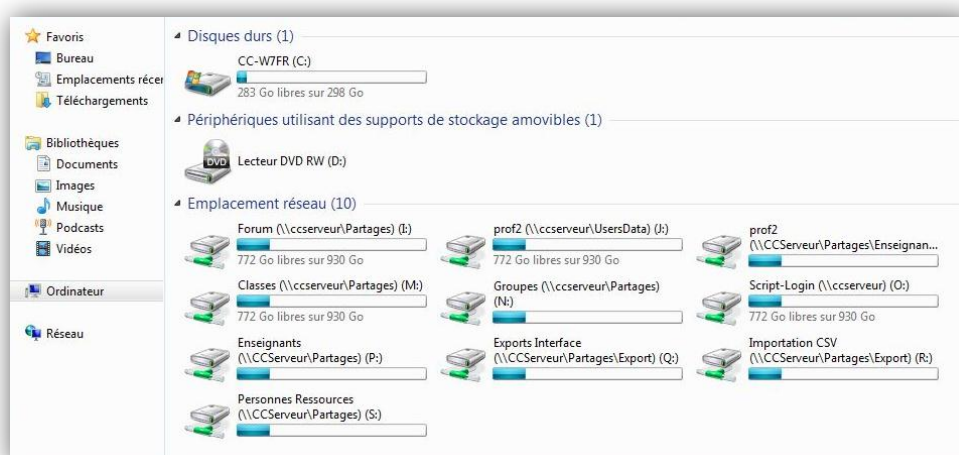 Favoris
Bureau
Emplacements récer
Téléchargements
Bibliothèques
Documents
Images
Musique
Podcasts
Vidéos
Ordinateur
Réseau
Disques durs (1)
CC-W7FR (C:)
283 Go libres sur 298 Go
Périphériques utilisant des supports de stockage amovibles (1)
DVD
Lecteur DVD RW (D:)
Emplacement réseau (10)
Forum (\\ccserveur\Partages) (I:)
772 Go libres sur 930 Go
prof2 (\\ccserveur\UsersData) (J:)
772 Go libres sur 930 Go
prof2
(\\CCServeur\Partages\Enseignan...
Classes (\\ccserveur\Partages) (M:)
772 Go libres sur 930 Go
Groupes (\\ccserveur\Partages)
(N:)
Script-Login (\\ccserveur) (O:)
772 Go libres sur 930 Go
Enseignants
(\\CCServeur\Partages) (P:)
Exports Interface
(\\CCServeur\Partages\Export) (Q:)
Importation CSV
(\\CCServeur\Partages\Export) (R:)
Personnes Ressources
(\\CCServeur\Partages) (S:)